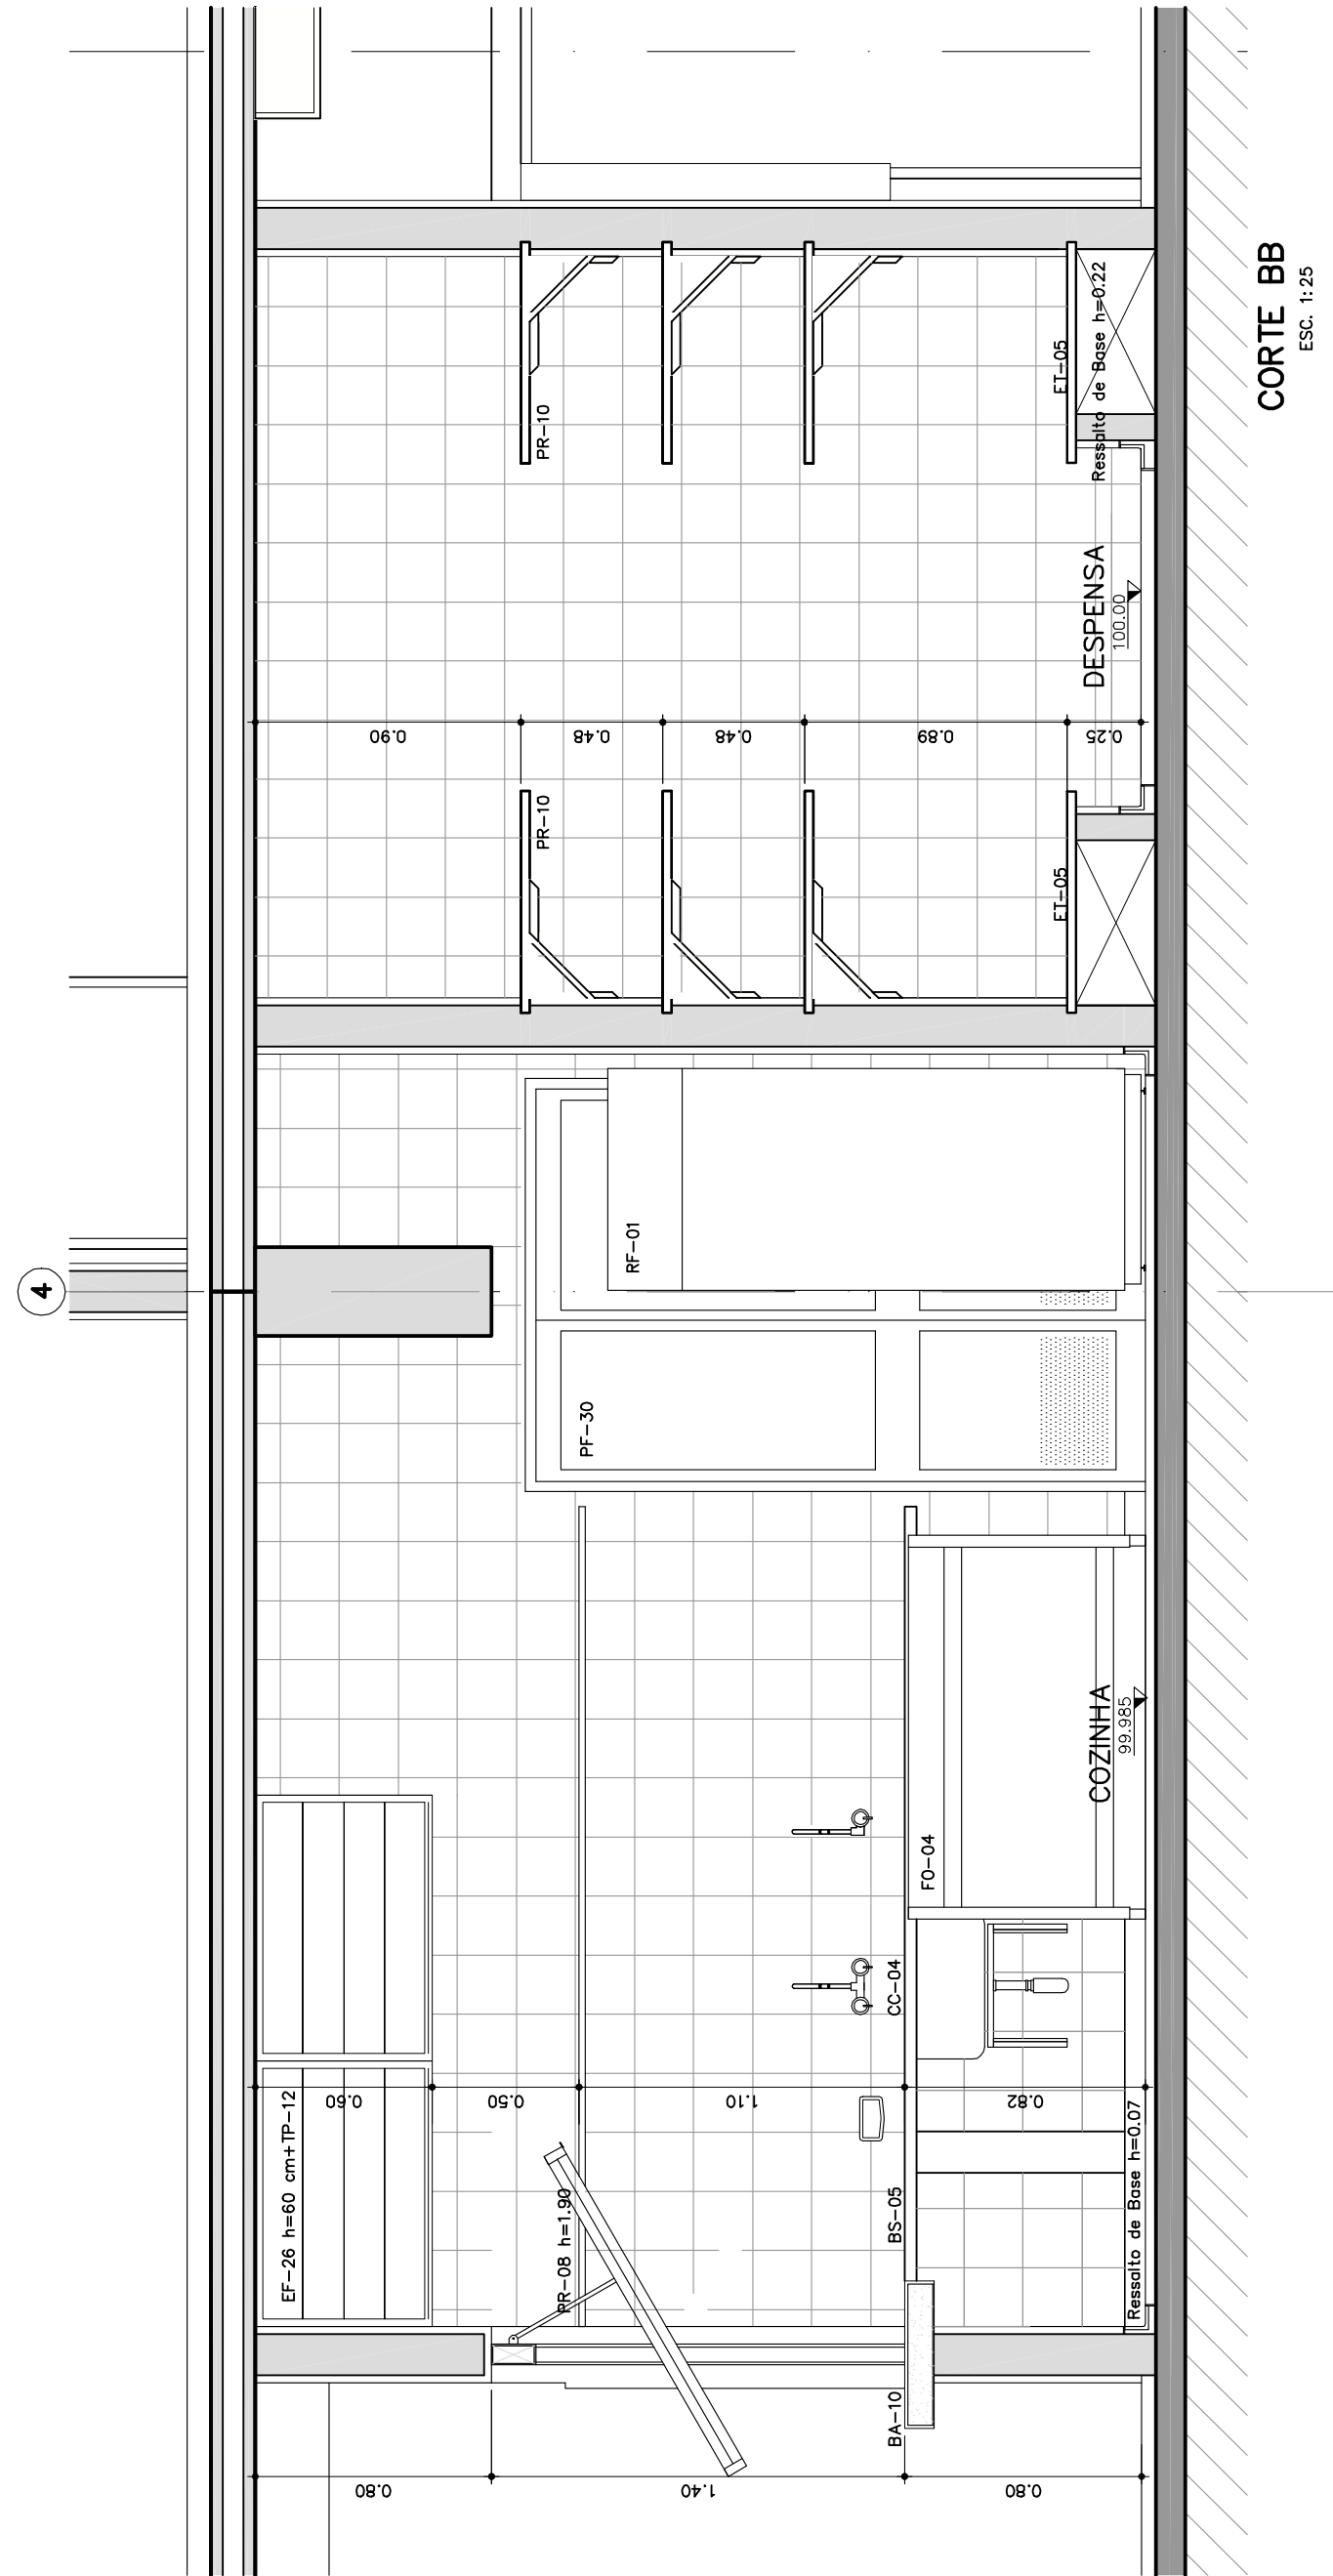 4
EF-26 h=60 cm+TP-12
0.60
0.50
1.10
0.82
PR-08 h=1.90
BS-05
CC-04
BA-10
Ressalto de Base h=0.07
0.80
1.40
0.80
FO-04
COZINHA
99.985
PF-30
RF-01
PR-10
PR-10
ET-05
ET-05
0.90
0.48
0.48
0.89
0.25
DESPENSA
100.00
Ressalto de Base h=0.22
CORTE BB
ESC. 1:25